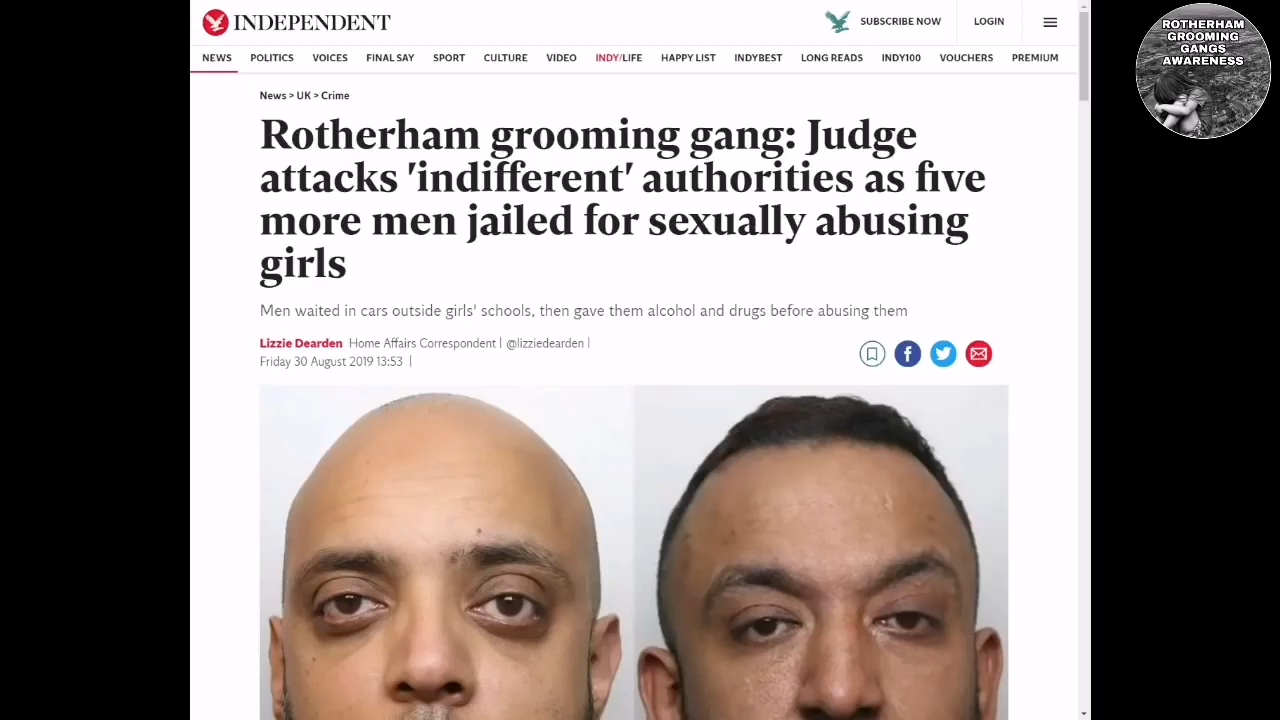 INDEPENDENT
SUBSCRIBE NOW
LOGIN
NEWS POLITICS VOICES FINAL SAY SPORT CULTURE VIDEO INDY/LIFE HAPPY LIST INDYBEST LONG READS INDY100 VOUCHERS PREMIUM
News > UK > Crime
Rotherham grooming gang: Judge
attacks 'indifferent' authorities as five
more men jailed for sexually abusing
girls
Men waited in cars outside girls' schools, then gave them alcohol and drugs before abusing them
Lizzie Dearden Home Affairs Correspondent | @lizziedearden |
Friday 30 August 2019 13:53 |
ROTHERHAM
GROOMING
GANGS
AWARENESS